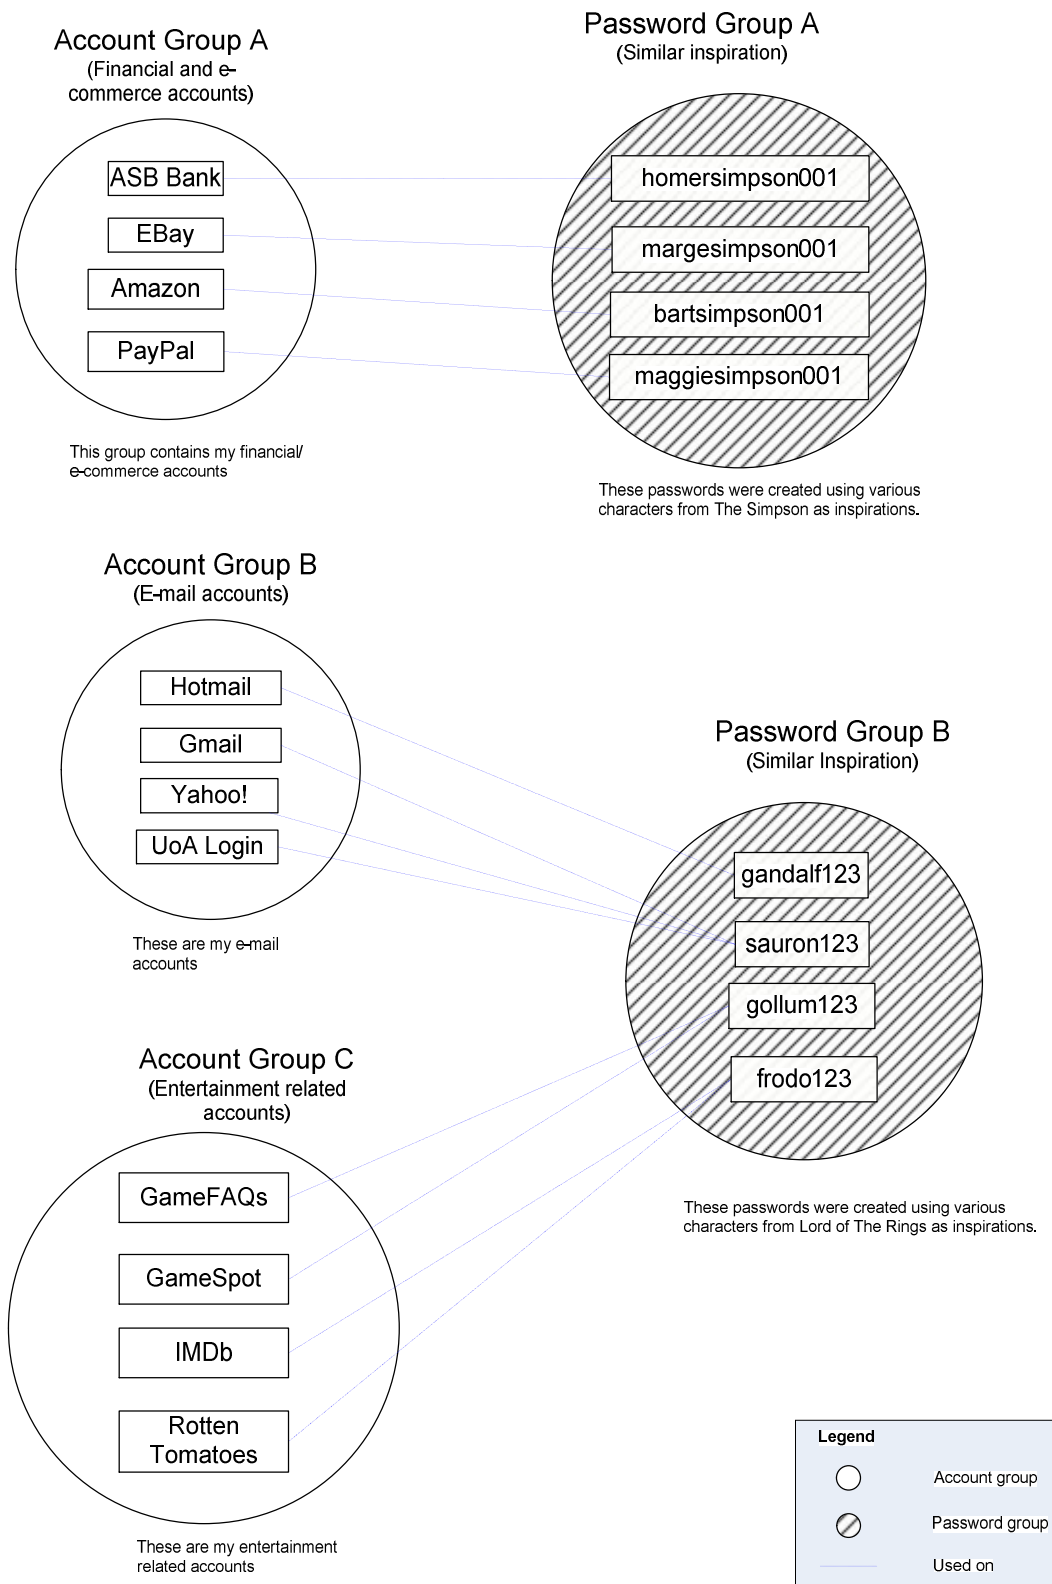 Account Group A
(Financial and e-
commerce accounts)
ASB Bank
EBay
Amazon
PayPal
This group contains my financial/
e-commerce accounts
Password Group A
(Similar inspiration)
homersimpson001
margesimpson001
bartsimpson001
maggiesimpson001
These passwords were created using various
characters from The Simpson as inspirations.
Account Group B
(E-mail accounts)
Hotmail
Gmail
Yahoo!
UoA Login
These are my e-mail
accounts
Password Group B
(Similar Inspiration)
gandalf123
sauron123
gollum123
frodo123
These passwords were created using various
characters from Lord of The Rings as inspirations.
Account Group C
(Entertainment related
accounts)
GameFAQs
GameSpot
IMDb
Rotten
Tomatoes
These are my entertainment
related accounts
Legend
Account group
Password group
Used on